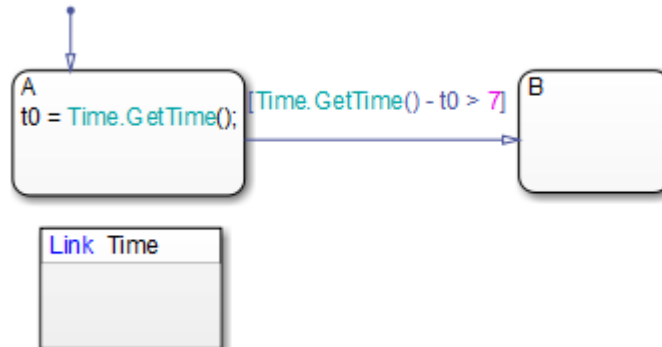 A
t0 = Time.GetTime();
[Time.GetTime() - t0 > 7]
B
Link Time